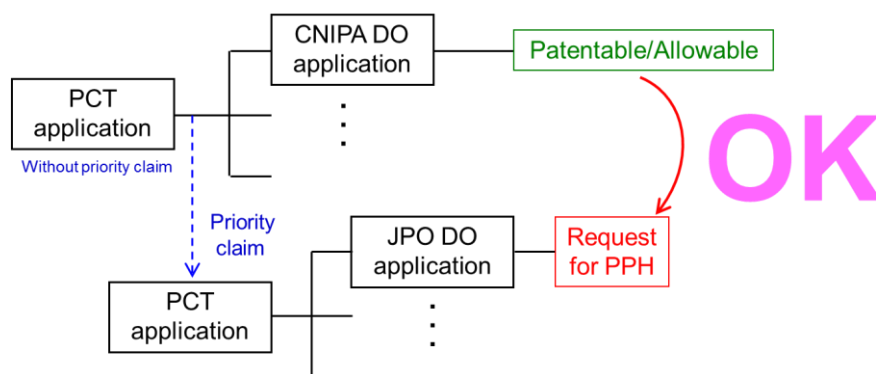 CNIPA DO
application
Patentable/Allowable
PCT
application
Without priority claim
OK
Priority
claim
JPO DO
application
Request
for PPH
PCT
application